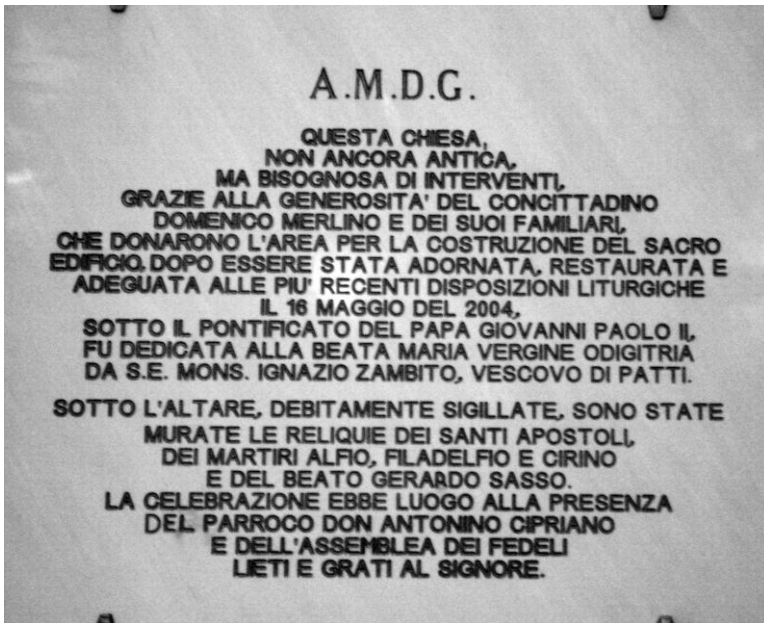 A.M.D.G.
QUESTA CHIESA,
NON ANCORA ANTICA,
MA BISOGNOSA DI INTERVENTI,
GRAZIE ALLA GENEROSITA' DEL CONCITTADINO
DOMENICO MERLINO E DEI SUOI FAMILIARI,
CHE DONARONO L'AREA PER LA COSTRUZIONE DEL SACRO
EDIFICIO, DOPO ESSERE STATA ADORNATA, RESTAURATA E
ADEGUATA ALLE PIU' RECENTI DISPOSIZIONI LITURGICHE
IL 16 MAGGIO DEL 2004,
SOTTO IL PONTIFICATO DEL PAPA GIOVANNI PAOLO II,
FU DEDICATA ALLA BEATA MARIA VERGINE ODIGITRIA
DA S.E. MONS. IGNAZIO ZAMBITO, VESCOVO DI PATTI.
SOTTO L'ALTARE, DEBITAMENTE SIGILLATE, SONO STATE
MURATE LE RELIQUIE DEI SANTI APOSTOLI,
DEI MARTIRI ALFIO, FILADELFIO E CIRINO
E DEL BEATO GERARDO SASSO.
LA CELEBRAZIONE EBBE LUOGO ALLA PRESENZA
DEL PARROCO DON ANTONINO CIPRIANO
E DELL'ASSEMBLEA DEI FEDELI
LIETI E GRATI AL SIGNORE.